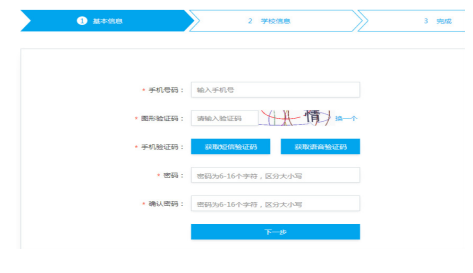 1 基本信息
2 学校信息
3 完成
* 手机号码： 输入手机号
* 图形验证码： 请输入验证码 情 换一个
* 手机验证码： 获取短信验证码 获取语音验证码
* 密码： 密码为6-16个字符，区分大小写
* 确认密码： 密码为6-16个字符，区分大小写
下一步